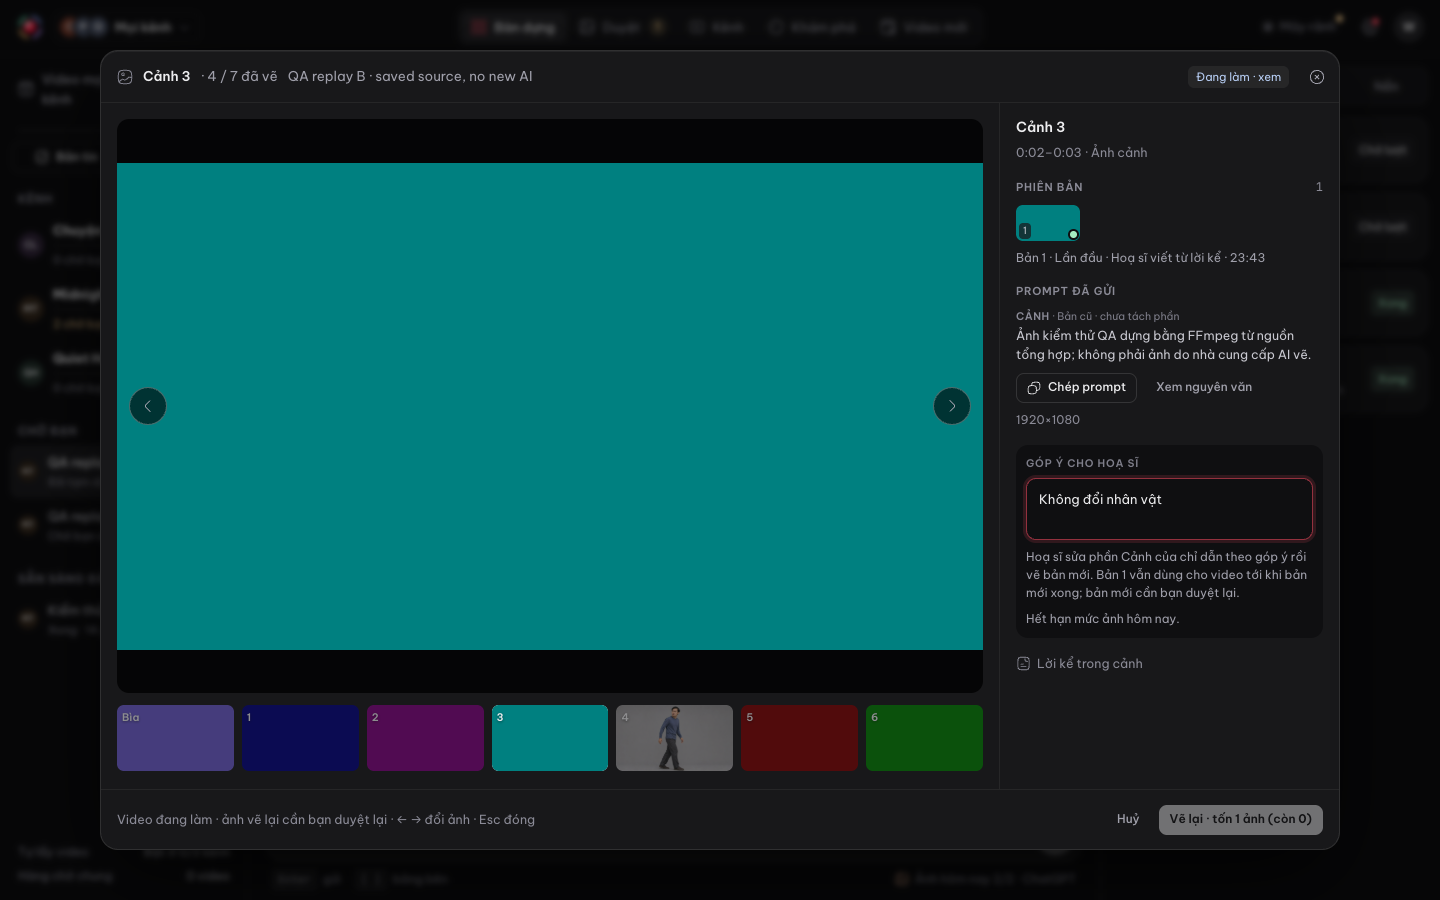 Cảnh 3 · 4 / 7 đã vẽ QA replay B · saved source, no new AI
Đang làm · xem
Bìa
1
2
3
4
5
6
Cảnh 3
0:02–0:03 · Ảnh cảnh
PHIÊN BẢN 1
1
Bản 1 · Lần đầu · Hoạ sĩ viết từ lời kể · 23:43
PROMPT ĐÃ GỬI
CẢNH · Bản cũ · chưa tách phần
Ảnh kiểm thử QA dựng bằng FFmpeg từ nguồn
tổng hợp; không phải ảnh do nhà cung cấp AI vẽ.
Chép prompt
Xem nguyên văn
1920×1080
GÓP Ý CHO HOẠ SĨ
Không đổi nhân vật
Hoạ sĩ sửa phần Cảnh của chỉ dẫn theo góp ý rồi
vẽ bản mới. Bản 1 vẫn dùng cho video tới khi bản
mới xong; bản mới cần bạn duyệt lại.
Hết hạn mức ảnh hôm nay.
Lời kể trong cảnh
Video đang làm · ảnh vẽ lại cần bạn duyệt lại · ← → đổi ảnh · Esc đóng
Huỷ
Vẽ lại · tốn 1 ảnh (còn 0)